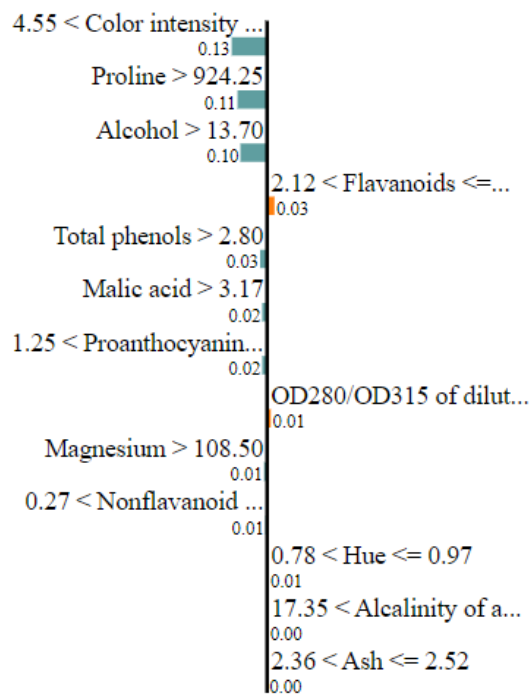 4.55 < Color intensity ...
0.13
Proline > 924.25
0.11
Alcohol > 13.70
0.10
2.12 < Flavanoids <=...
0.03
Total phenols > 2.80
0.03
Malic acid > 3.17
0.02
1.25 < Proanthocyanin...
0.02
OD280/OD315 of dilut...
0.01
Magnesium > 108.50
0.01
0.27 < Nonflavanoid ...
0.01
0.78 < Hue <= 0.97
0.01
17.35 < Alcalinity of a...
0.00
2.36 < Ash <= 2.52
0.00